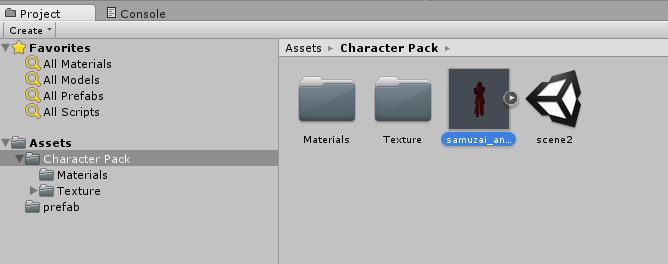 Project
Console
Create
Favorites
All Materials
All Models
All Prefabs
All Scripts
Assets
Character Pack
Materials
Texture
prefab
Assets Character Pack
Materials
Texture
samuzai_an...
scene2